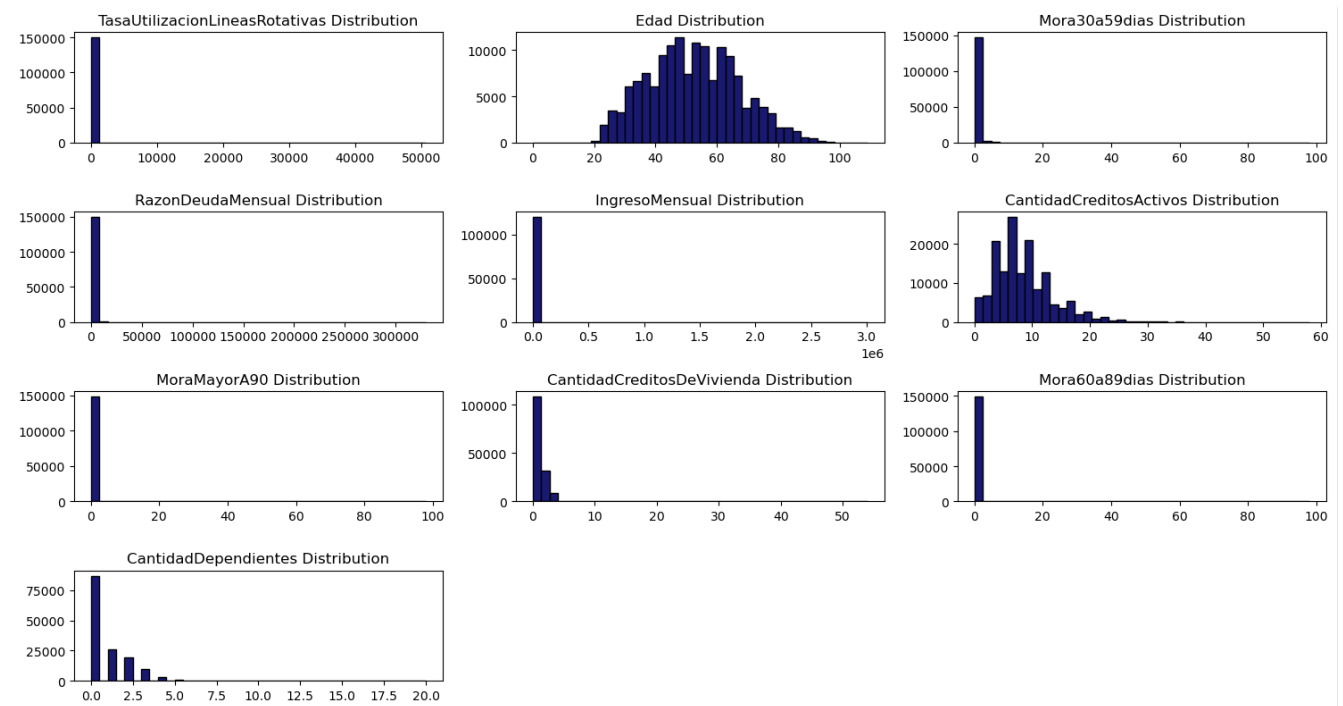 TasaUtilizacionLineasRotativas Distribution
150000
100000
50000
0
0 10000 20000 30000 40000 50000
Edad Distribution
10000
5000
0
0 20 40 60 80 100
Mora30a59dias Distribution
150000
100000
50000
0
0 20 40 60 80 100
RazonDeudaMensual Distribution
150000
100000
50000
0
0 50000 100000 150000 200000 250000 300000
IngresoMensual Distribution
100000
50000
0
0.0 0.5 1.0 1.5 2.0 2.5 3.0
1e6
CantidadCreditosActivos Distribution
20000
10000
0
0 10 20 30 40 50 60
MoraMayorA90 Distribution
150000
100000
50000
0
0 20 40 60 80 100
CantidadCreditosDeVivienda Distribution
100000
50000
0
0 10 20 30 40 50
Mora60a89dias Distribution
150000
100000
50000
0
0 20 40 60 80 100
CantidadDependientes Distribution
75000
50000
25000
0
0.0 2.5 5.0 7.5 10.0 12.5 15.0 17.5 20.0